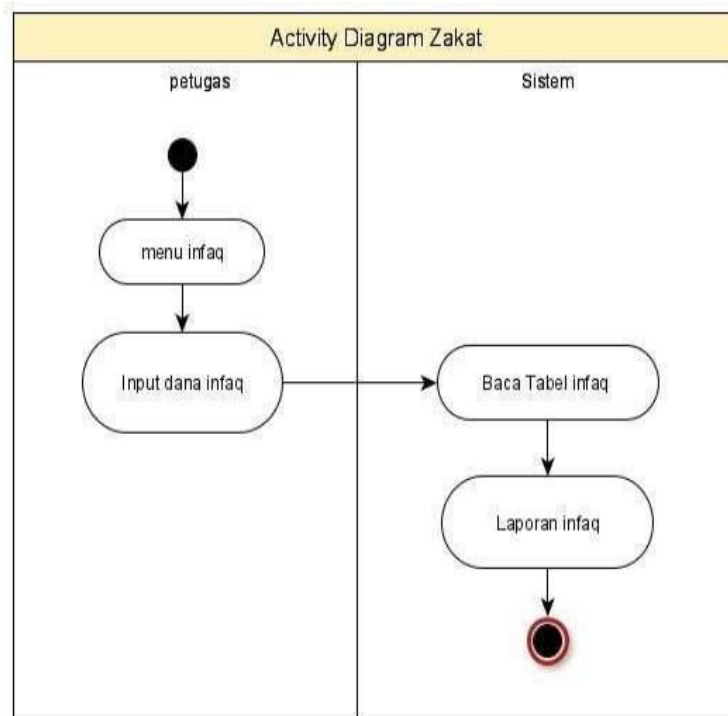 Activity Diagram Zakat
petugas
Sistem
menu infaq
Input dana infaq
Baca Tabel infaq
Laporan infaq